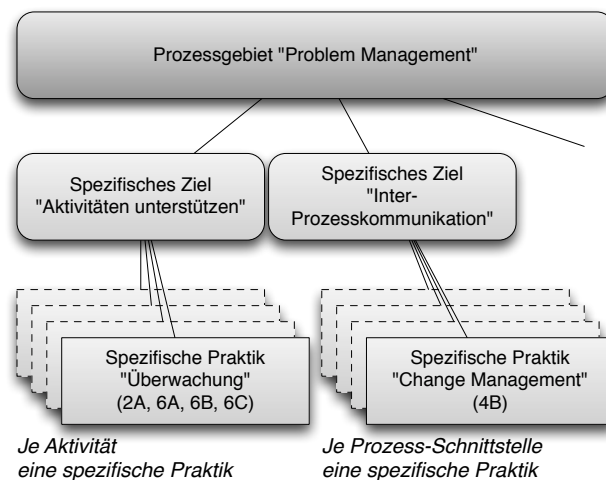 Prozessgebiet "Problem Management"
Spezifisches Ziel
"Aktivitäten unterstützen"
Spezifisches Ziel
"Inter-
Prozesskommunikation"
Spezifische Praktik
"Überwachung"
(2A, 6A, 6B, 6C)
Spezifische Praktik
"Change Management"
(4B)
Je Aktivität
eine spezifische Praktik
Je Prozess-Schnittstelle
eine spezifische Praktik